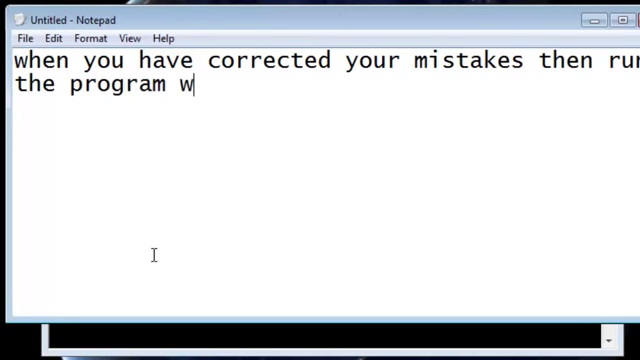 Untitled - Notepad
File Edit Format View Help
when you have corrected your mistakes then run
the program w